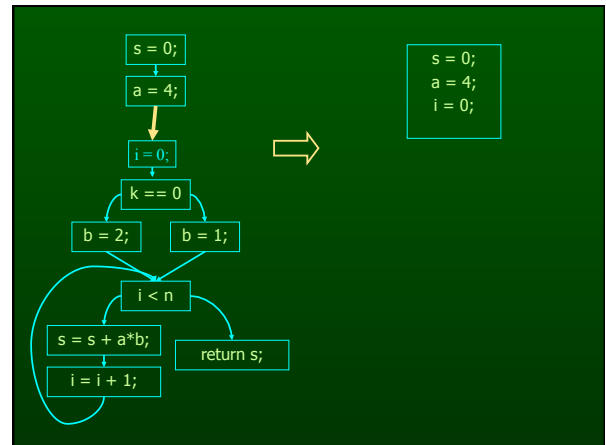 s = 0;
a = 4;
i = 0;
k == 0
b = 2;
b = 1;
i < n
s = s + a*b;
return s;
i = i + 1;
s = 0;
a = 4;
i = 0;